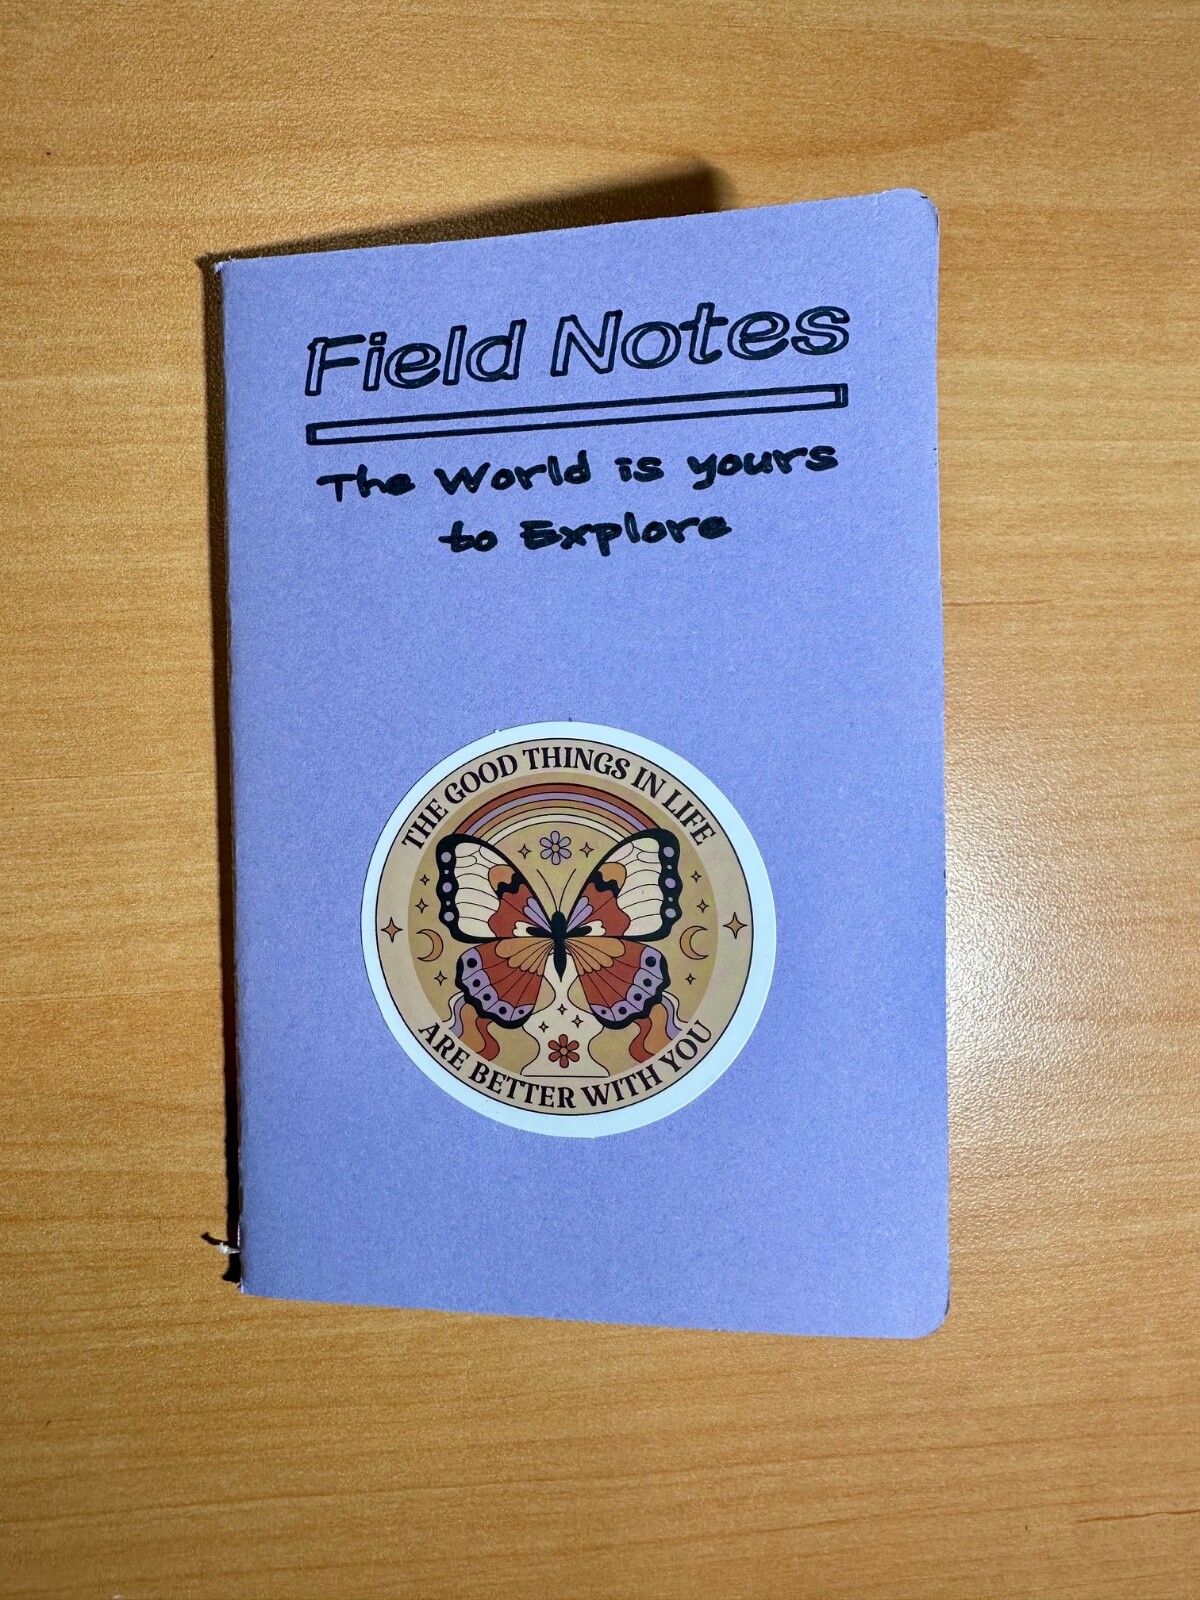 Field Notes
The World is yours
to Explore
THE GOOD THINGS IN LIFE
ARE BETTER WITH YOU